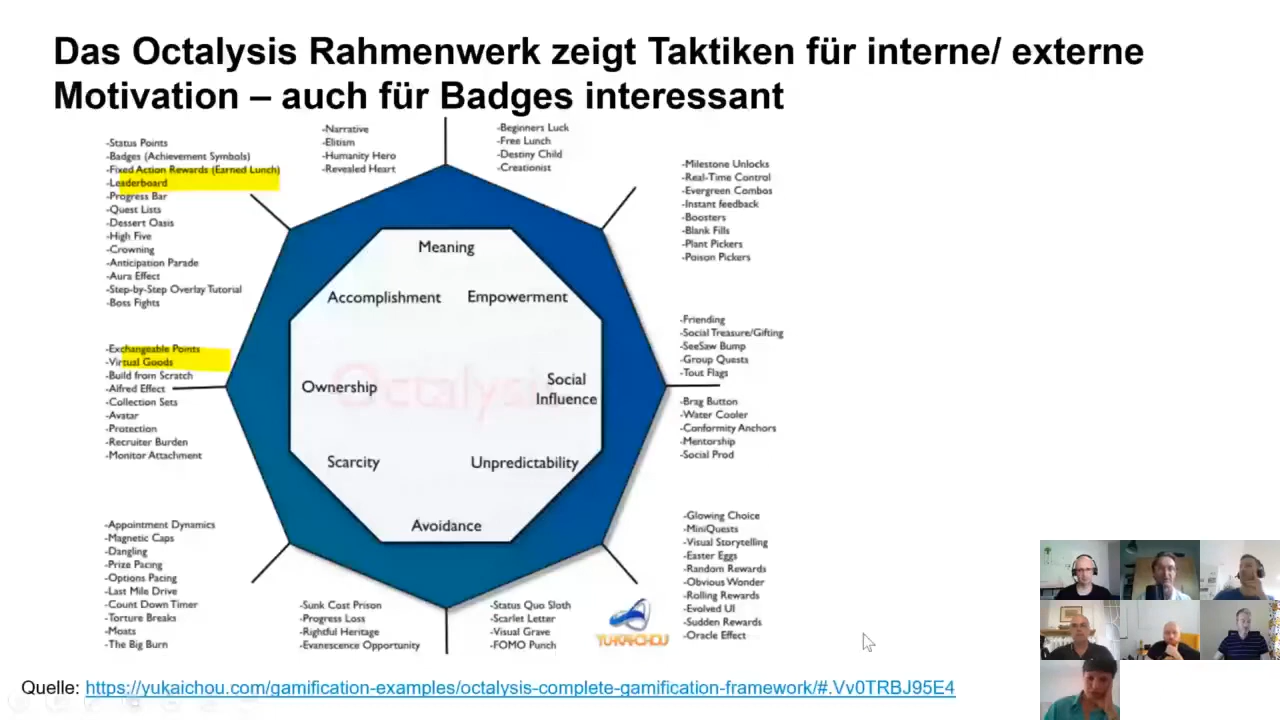 Das Octalysis Rahmenwerk zeigt Taktiken für interne/ externe
Motivation – auch für Badges interessant
-Status Points
-Badges (Achievement Symbols)
-Fixed Action Rewards (Earned Lunch)
-Leaderboard
-Progress Bar
-Quest Lists
-Dessert Oasis
-High Five
-Crowning
-Anticipation Parade
-Aura Effect
-Step-by-Step Overlay Tutorial
-Boss Fights
-Narrative
-Elitism
-Humanity Hero
-Revealed Heart
-Beginners Luck
-Free Lunch
-Destiny Child
-Creationist
-Milestone Unlocks
-Real-Time Control
-Evergreen Combos
-Instant feedback
-Boosters
-Blank Fills
-Plant Pickers
-Poison Pickers
Meaning
Accomplishment
Empowerment
Ownership
Octalysis
Social
Influence
Scarcity
Unpredictability
Avoidance
-Exchangeable Points
-Virtual Goods
-Build from Scratch
-Alfred Effect
-Collection Sets
-Avatar
-Protection
-Recruiter Burden
-Monitor Attachment
-Friending
-Social Treasure/Gifting
-SeeSaw Bump
-Group Quests
-Tout Flags
-Brag Button
-Water Cooler
-Conformity Anchors
-Mentorship
-Social Prod
-Appointment Dynamics
-Magnetic Caps
-Dangling
-Prize Pacing
-Options Pacing
-Last Mile Drive
-Count Down Timer
-Torture Breaks
-Moats
-The Big Burn
-Sunk Cost Prison
-Progress Loss
-Rightful Heritage
-Evanescence Opportunity
-Status Quo Sloth
-Scarlet Letter
-Visual Grave
-FOMO Punch
YUKAICHOU
-Glowing Choice
-MiniQuests
-Visual Storytelling
-Easter Eggs
-Random Rewards
-Obvious Wonder
-Rolling Rewards
-Evolved UI
-Sudden Rewards
-Oracle Effect
Quelle: https://yukaichou.com/gamification-examples/octalysis-complete-gamification-framework/#.Vv0TRBJ95E4